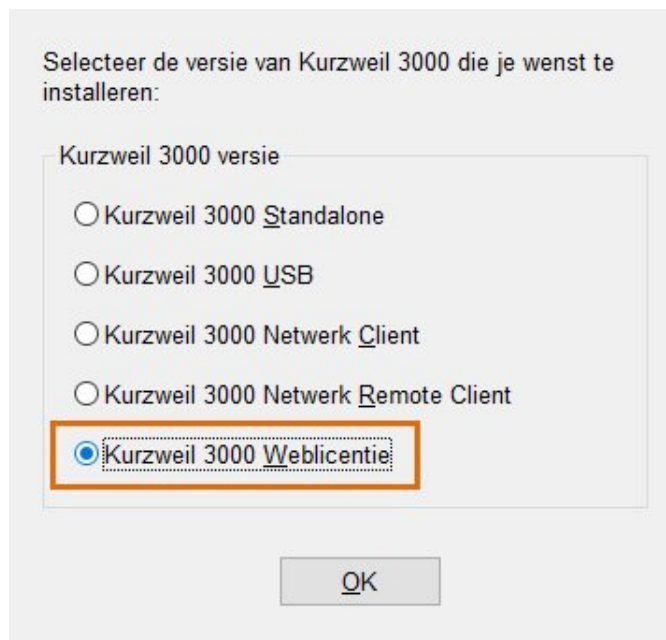 Selecteer de versie van Kurzweil 3000 die je wenst te
installeren:
Kurzweil 3000 versie
Kurzweil 3000 Standalone
Kurzweil 3000 USB
Kurzweil 3000 Netwerk Client
Kurzweil 3000 Netwerk Remote Client
Kurzweil 3000 Weblicentie
OK